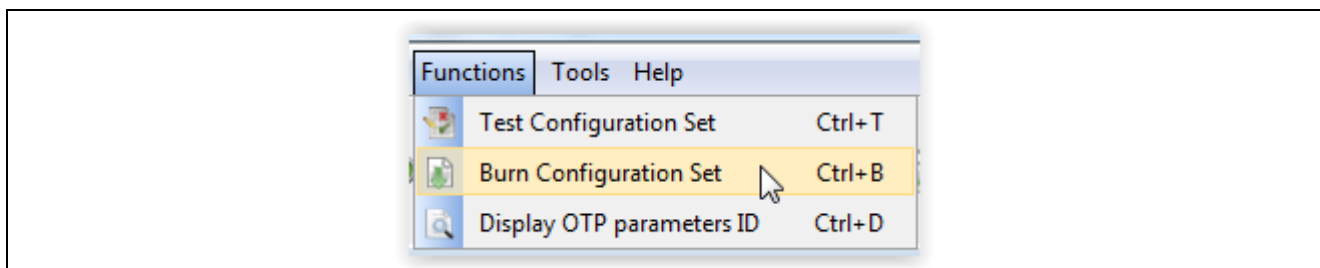 Functions Tools Help
Test Configuration Set Ctrl+T
Burn Configuration Set Ctrl+B
Display OTP parameters ID Ctrl+D